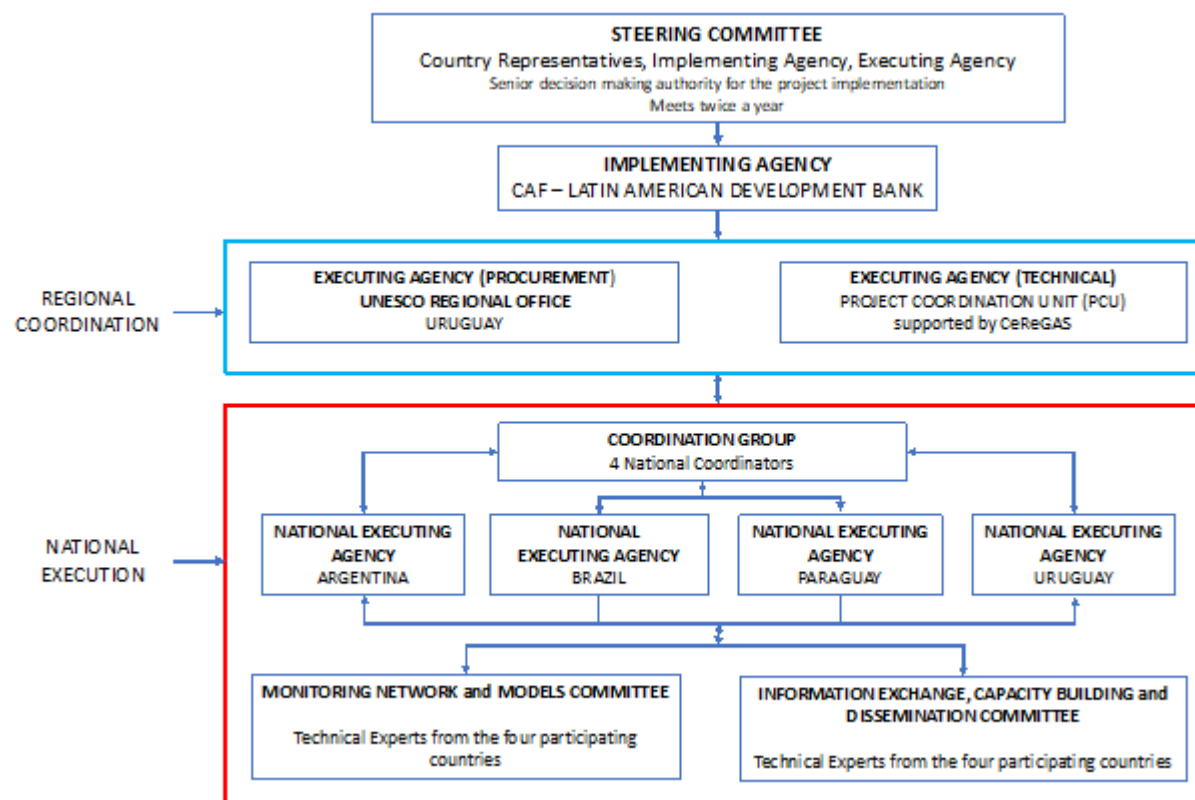 STEERING COMMITTEE
Country Representatives, Implementing Agency, Executing Agency
Senior decision making authority for the project implementation
Meets twice a year
IMPLEMENTING AGENCY
CAF – LATIN AMERICAN DEVELOPMENT BANK
REGIONAL
COORDINATION
EXECUTING AGENCY (PROCUREMENT)
UNESCO REGIONAL OFFICE
URUGUAY
EXECUTING AGENCY (TECHNICAL)
PROJECT COORDINATION UNIT (PCU)
supported by CeReGAS
NATIONAL
EXECUTION
COORDINATION GROUP
4 National Coordinators
NATIONAL EXECUTING
AGENCY
ARGENTINA
NATIONAL
EXECUTING AGENCY
BRAZIL
NATIONAL EXECUTING
AGENCY
PARAGUAY
NATIONAL EXECUTING
AGENCY
URUGUAY
MONITORING NETWORK and MODELS COMMITTEE
Technical Experts from the four participating
countries
INFORMATION EXCHANGE, CAPACITY BUILDING and
DISSEMINATION COMMITTEE
Technical Experts from the four participating countries